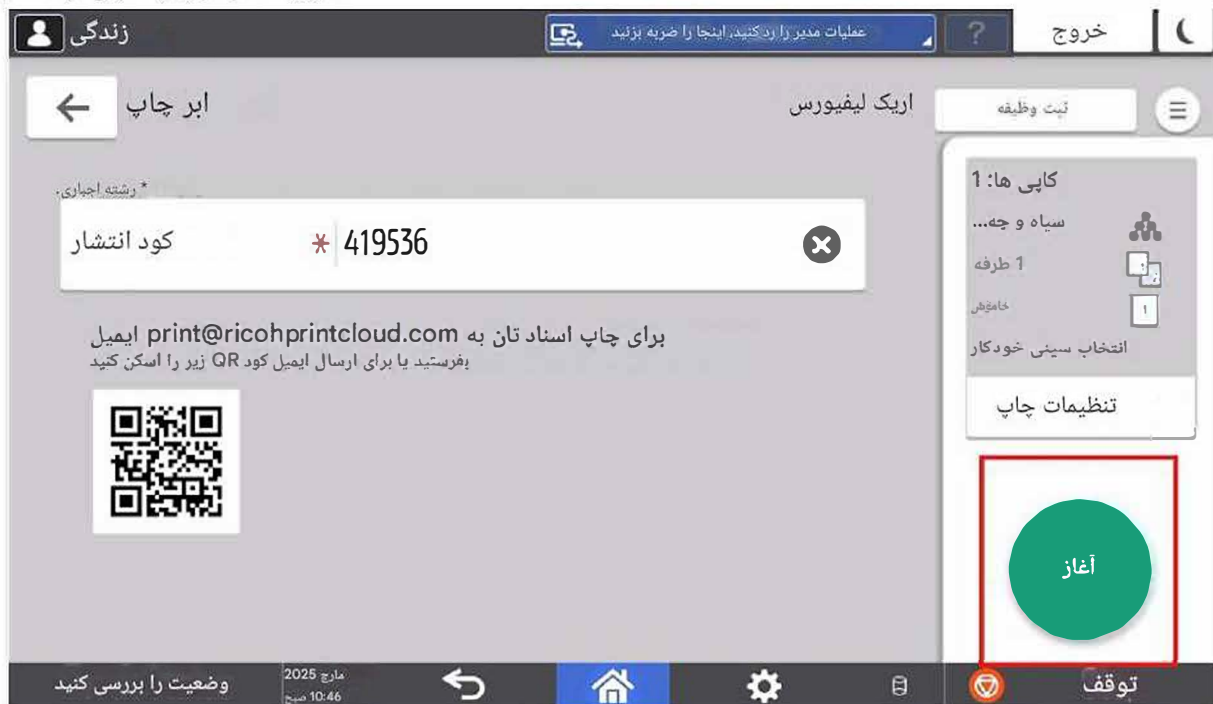 زندگی
عملیات مدیر را رد کنید, اینجا را ضربه بزنید
?
خروج
ابر چاپ
اریک لیفیورس
ثبت وظیفه
* رشته اجباری.
کود انتشار
* 419536
برای چاپ اسناد تان به print@ricohprintcloud.com ایمیل
بفرستید یا برای ارسال ایمیل کود QR زیر را اسکن کنید
کاپی ها: 1
سیاه و چه...
1 طرفه
خاموش
انتخاب سینی خودکار
تنظیمات چاپ
آغاز
وضعیت را بررسی کنید
مارچ 2025
10:46 صبح
توقف